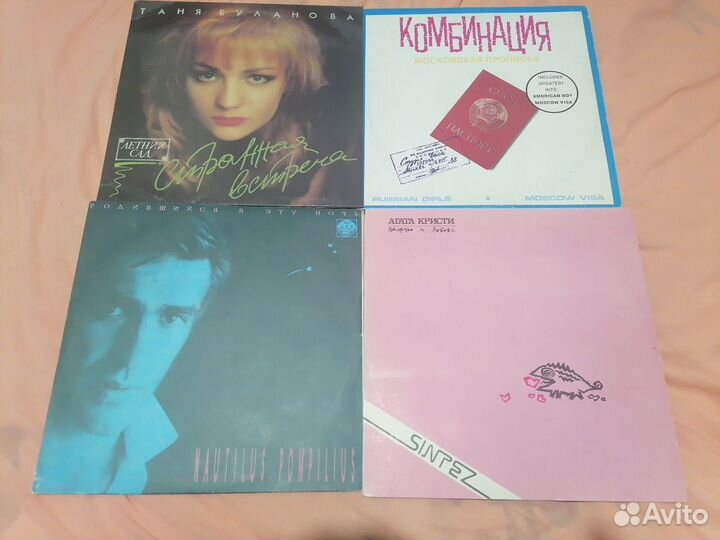 ТАНЯ БУЛАНОВА
ЛЕТНИЙ
САД
Странная
встреча
КОМБИНАЦИЯ
МОСКОВСКАЯ ПРОПИСКА
INCLUDES
GREATEST
HITS:
AMERICAN BOY
MOSCOW VISA
СССР
ПАСПОРТ
RUSSIAN GIRLS • MOSCOW VISA
РОДИВШИЙСЯ В ЭТУ НОЧЬ
NAUTILUS POMPILIUS
АГАТА КРИСТИ
SINTEZ
Avito